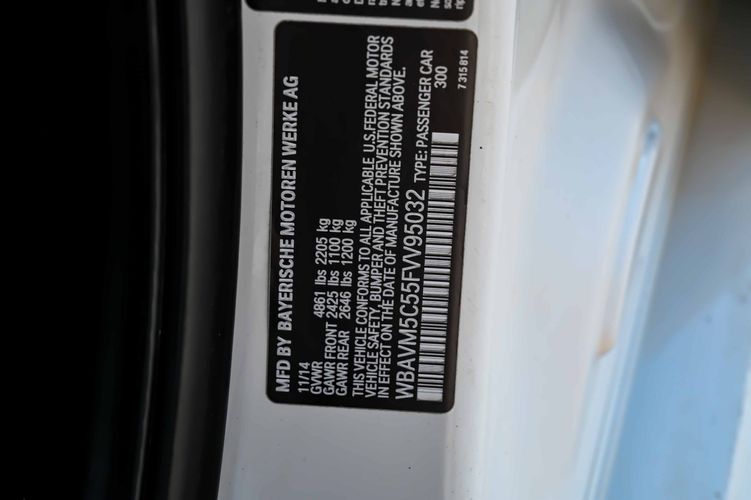 MFD BY BAYERISCHE MOTOREN WERKE AG
11/14
GVWR 4861 lbs 2205 kg
GAWR FRONT 2425 lbs 1100 kg
GAWR REAR 2646 lbs 1200 kg
THIS VEHICLE CONFORMS TO ALL APPLICABLE U.S.FEDERAL MOTOR
VEHICLE SAFETY, BUMPER AND THEFT PREVENTION STANDARDS
IN EFFECT ON THE DATE OF MANUFACTURE SHOWN ABOVE.
WBAVM5C55FVV95032 TYPE: PASSENGER CAR
300
7 315 814